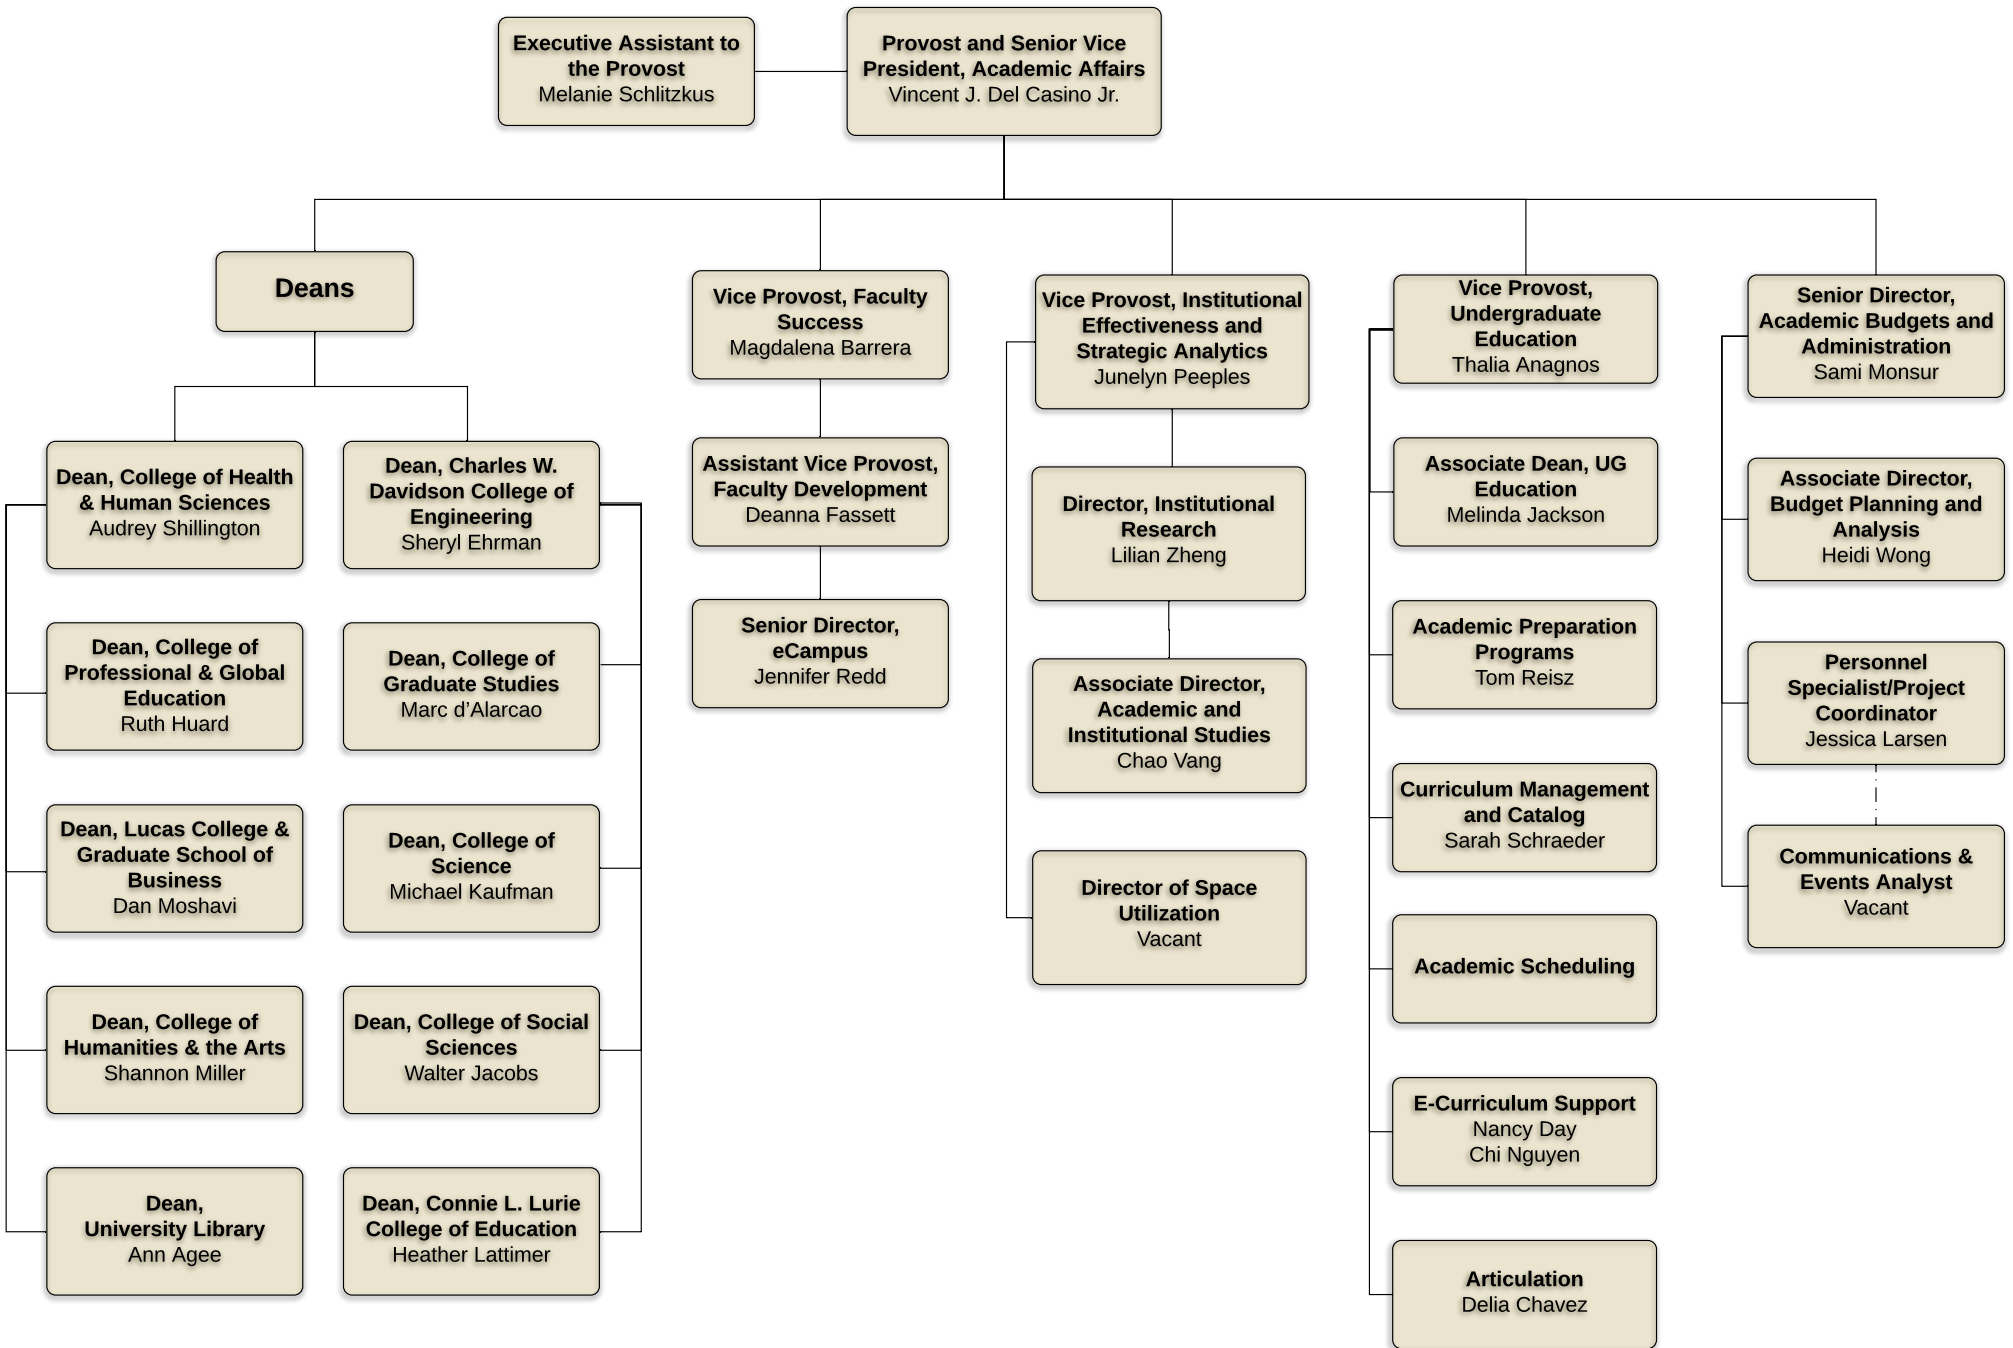 Executive Assistant to
the Provost
Melanie Schlitzkus
Provost and Senior Vice
President, Academic Affairs
Vincent J. Del Casino Jr.
Deans
Dean, College of Health
& Human Sciences
Audrey Shillington
Dean, College of
Professional & Global
Education
Ruth Huard
Dean, Lucas College &
Graduate School of
Business
Dan Moshavi
Dean, College of
Humanities & the Arts
Shannon Miller
Dean,
University Library
Ann Agee
Dean, Charles W.
Davidson College of
Engineering
Sheryl Ehrman
Dean, College of
Graduate Studies
Marc d’Alarcao
Dean, College of
Science
Michael Kaufman
Dean, College of Social
Sciences
Walter Jacobs
Dean, Connie L. Lurie
College of Education
Heather Lattimer
Vice Provost, Faculty
Success
Magdalena Barrera
Assistant Vice Provost,
Faculty Development
Deanna Fassett
Senior Director,
eCampus
Jennifer Redd
Vice Provost, Institutional
Effectiveness and
Strategic Analytics
Junelyn Peeples
Director, Institutional
Research
Lilian Zheng
Associate Director,
Academic and
Institutional Studies
Chao Vang
Director of Space
Utilization
Vacant
Vice Provost,
Undergraduate
Education
Thalia Anagnos
Associate Dean, UG
Education
Melinda Jackson
Academic Preparation
Programs
Tom Reisz
Curriculum Management
and Catalog
Sarah Schraeder
Academic Scheduling
E-Curriculum Support
Nancy Day
Chi Nguyen
Articulation
Delia Chavez
Senior Director,
Academic Budgets and
Administration
Sami Monsur
Associate Director,
Budget Planning and
Analysis
Heidi Wong
Personnel
Specialist/Project
Coordinator
Jessica Larsen
Communications &
Events Analyst
Vacant